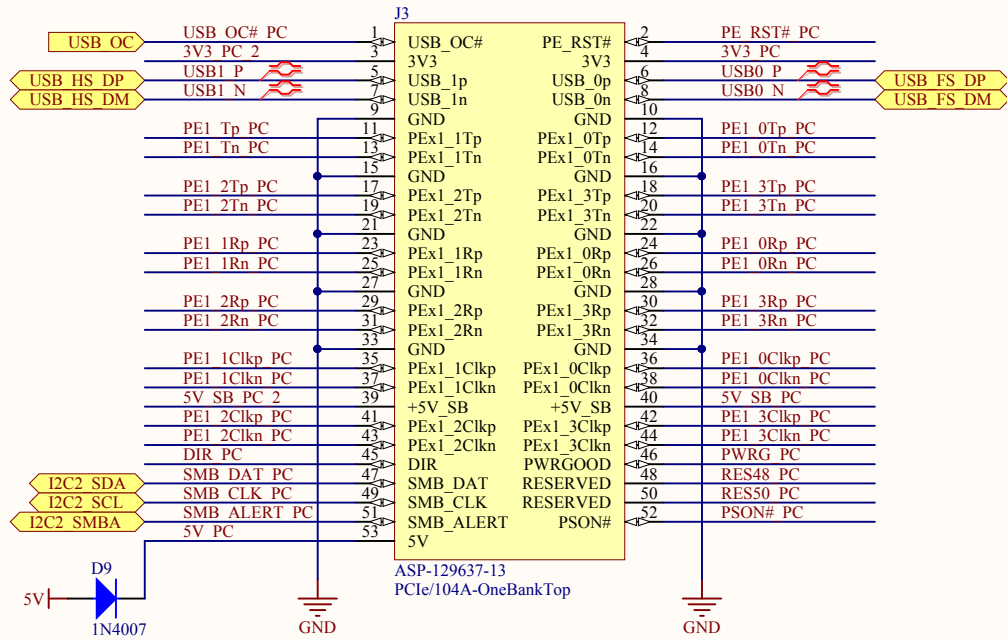 J3
USB_OC USB_OC#_PC 1 USB_OC# PE_RST# 2 PE_RST#_PC
3V3_PC_2 3 3V3 3V3 4 3V3_PC
USB_HS_DP USB1_P 5 USB_1p USB_0p 6 USB0_P USB_FS_DP
USB_HS_DM USB1_N 7 USB_1n USB_0n 8 USB0_N USB_FS_DM
9 GND GND 10
PE1_Tp_PC 11 PEx1_1Tp PEx1_0Tp 12 PE1_0Tp_PC
PE1_Tn_PC 13 PEx1_1Tn PEx1_0Tn 14 PE1_0Tn_PC
15 GND GND 16
PE1_2Tp_PC 17 PEx1_2Tp PEx1_3Tp 18 PE1_3Tp_PC
PE1_2Tn_PC 19 PEx1_2Tn PEx1_3Tn 20 PE1_3Tn_PC
21 GND GND 22
PE1_1Rp_PC 23 PEx1_1Rp PEx1_0Rp 24 PE1_0Rp_PC
PE1_1Rn_PC 25 PEx1_1Rn PEx1_0Rn 26 PE1_0Rn_PC
27 GND GND 28
PE1_2Rp_PC 29 PEx1_2Rp PEx1_3Rp 30 PE1_3Rp_PC
PE1_2Rn_PC 31 PEx1_2Rn PEx1_3Rn 32 PE1_3Rn_PC
33 GND GND 34
PE1_1Clkp_PC 35 PEx1_1Clkp PEx1_0Clkp 36 PE1_0Clkp_PC
PE1_1Clkn_PC 37 PEx1_1Clkn PEx1_0Clkn 38 PE1_0Clkn_PC
5V_SB_PC_2 39 +5V_SB +5V_SB 40 5V_SB_PC
PE1_2Clkp_PC 41 PEx1_2Clkp PEx1_3Clkp 42 PE1_3Clkp_PC
PE1_2Clkn_PC 43 PEx1_2Clkn PEx1_3Clkn 44 PE1_3Clkn_PC
DIR_PC 45 DIR PWRGOOD 46 PWRG_PC
I2C2_SDA SMB_DAT_PC 47 SMB_DAT RESERVED 48 RES48_PC
I2C2_SCL SMB_CLK_PC 49 SMB_CLK RESERVED 50 RES50_PC
I2C2_SMBA SMB_ALERT_PC 51 SMB_ALERT PSON# 52 PSON#_PC
5V_PC 53 5V
ASP-129637-13
PCIe/104A-OneBankTop
D9
5V
1N4007
GND GND